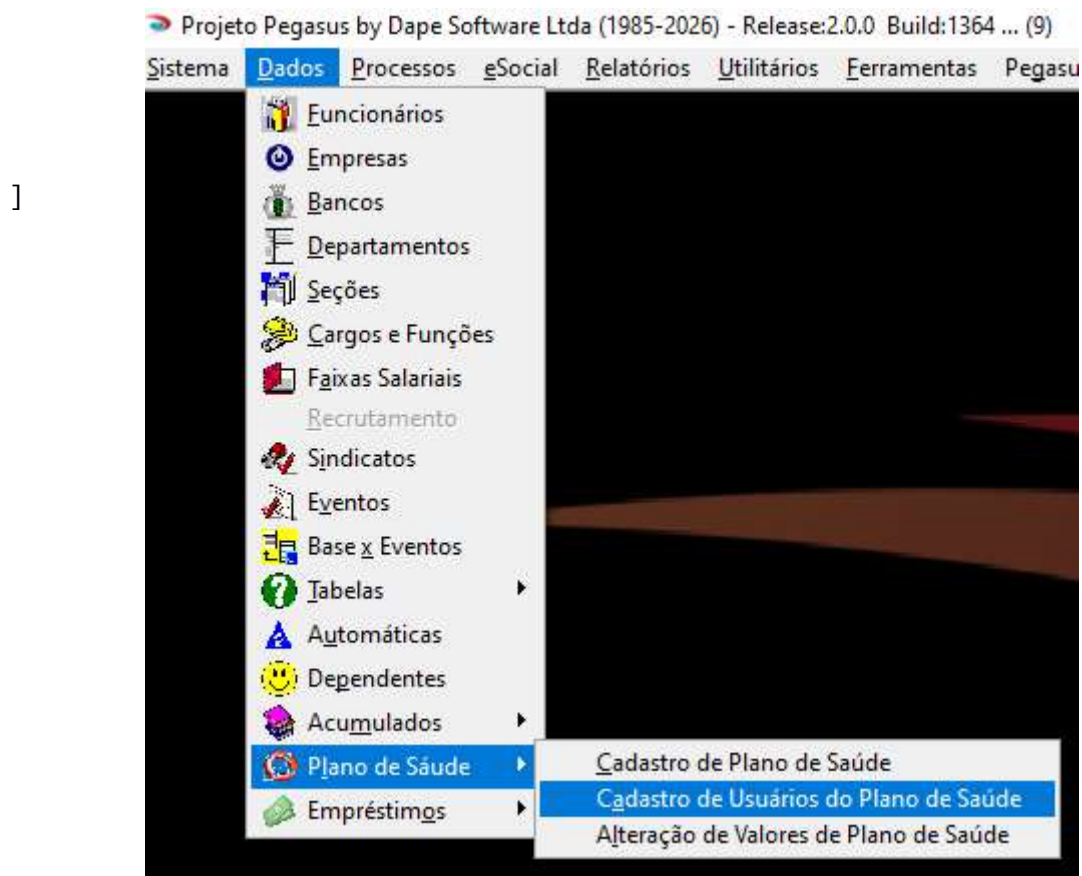 Projeto Pegasus by Dape Software Ltda (1985-2026) - Release:2.0.0 Build:1364 ... (9)
Sistema Dados Processos eSocial Relatórios Utilitários Ferramentas Pegasu
Funcionários
Empresas
]
Bancos
Departamentos
Seções
Cargos e Funções
Faixas Salariais
Recrutamento
Sindicatos
Eventos
Base x Eventos
Tabelas
Automáticas
Dependentes
Acumulados
Plano de Sáude
Empréstimos
Cadastro de Plano de Saúde
Cadastro de Usuários do Plano de Saúde
Alteração de Valores de Plano de Saúde